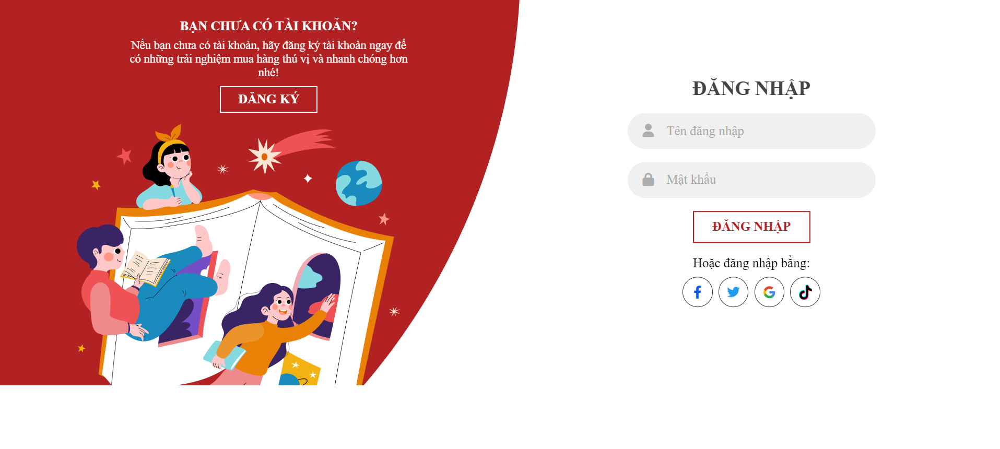 BẠN CHƯA CÓ TÀI KHOẢN?
Nếu bạn chưa có tài khoản, hãy đăng ký tài khoản ngay để
có những trải nghiệm mua hàng thú vị và nhanh chóng hơn
nhé!
ĐĂNG KÝ
ĐĂNG NHẬP
Tên đăng nhập
Mật khẩu
ĐĂNG NHẬP
Hoặc đăng nhập bằng: